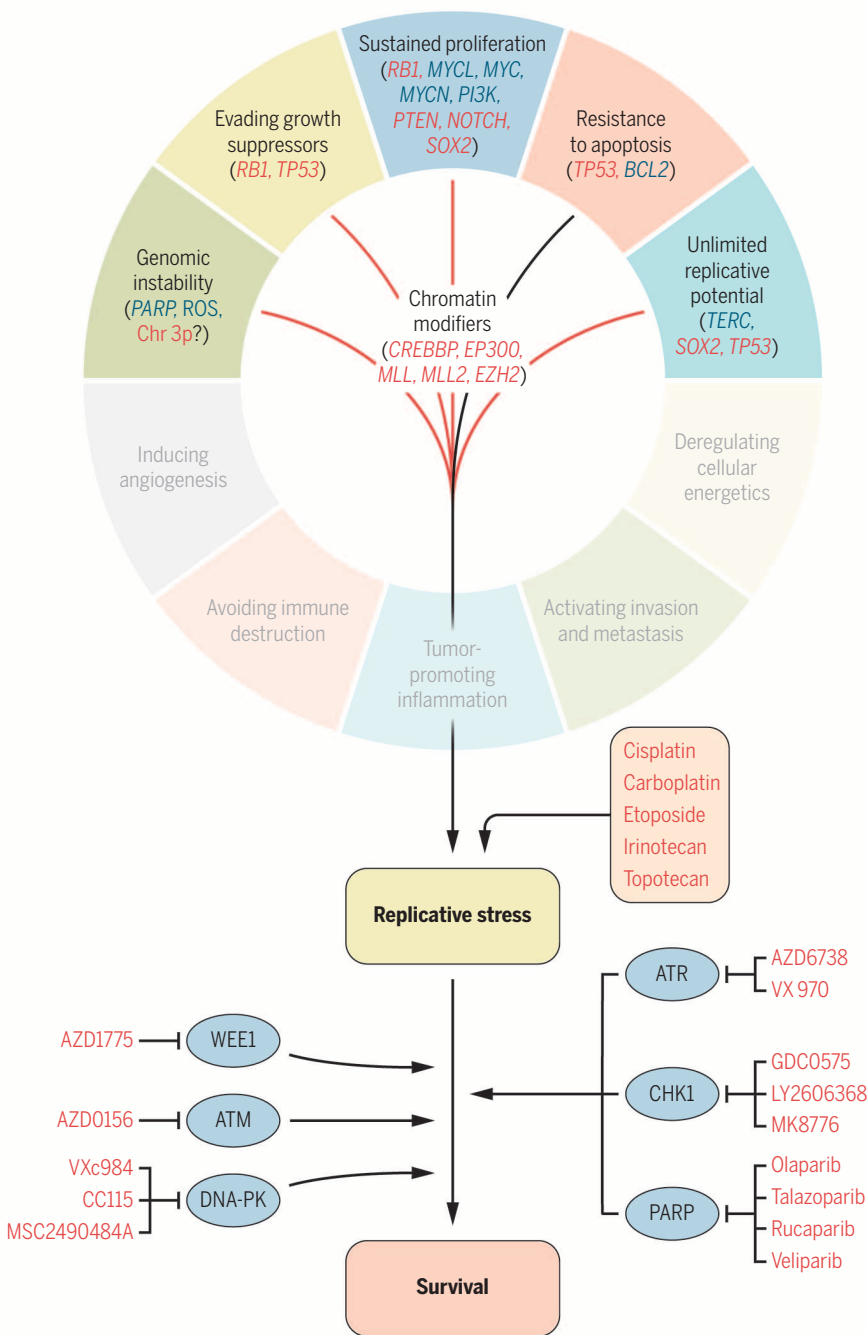 Sustained proliferation
(RB1, MYCL, MYC,
MYCN, PI3K,
PTEN, NOTCH,
SOX2)
Evading growth
suppressors
(RB1, TP53)
Resistance
to apoptosis
(TP53, BCL2)
Genomic
instability
(PARP, ROS,
Chr 3p?)
Unlimited
replicative
potential
(TERC,
SOX2, TP53)
Chromatin
modifiers
(CREBBP, EP300,
MLL, MLL2, EZH2)
Inducing
angiogenesis
Deregulating
cellular
energetics
Avoiding immune
destruction
Tumor-
promoting
inflammation
Activating invasion
and metastasis
Cisplatin
Carboplatin
Etoposide
Irinotecan
Topotecan
Replicative stress
AZD1775
WEE1
AZD0156
ATM
VXc984
CC115
MSC2490484A
DNA-PK
ATR
AZD6738
VX 970
CHK1
GDC0575
LY2606368
MK8776
PARP
Olaparib
Talazoparib
Rucaparib
Veliparib
Survival